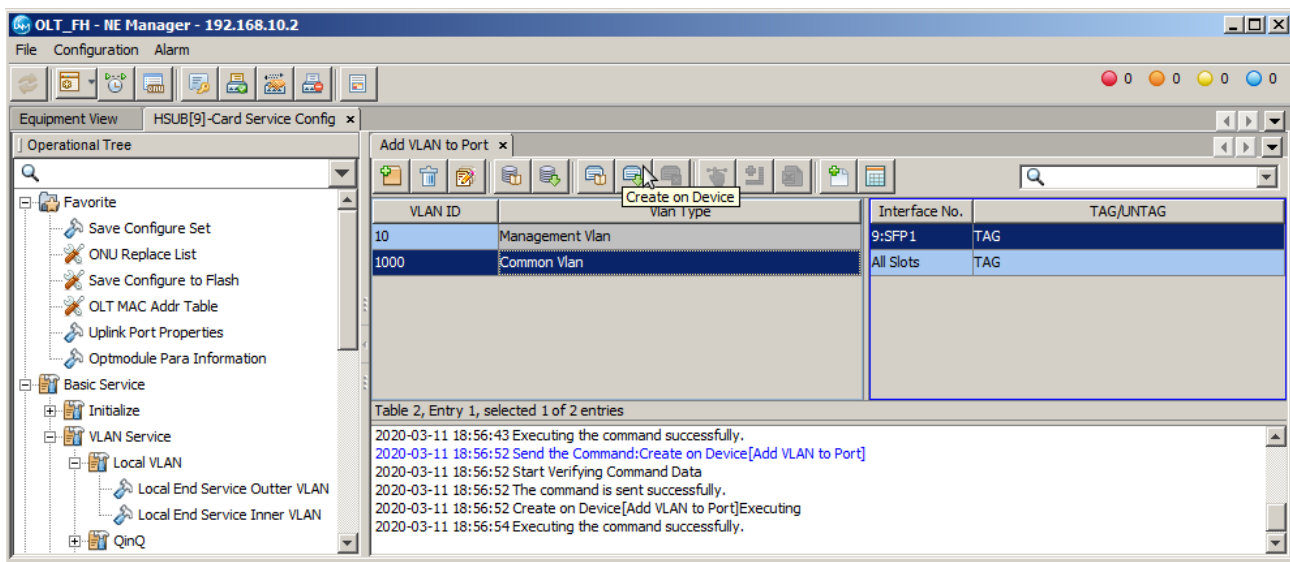 OLT_FH - NE Manager - 192.168.10.2
File Configuration Alarm
0 0 0 0
Equipment View HSUB[9]-Card Service Config
Operational Tree
Add VLAN to Port
Create on Device
Favorite
Save Configure Set
ONU Replace List
Save Configure to Flash
OLT MAC Addr Table
Uplink Port Properties
Optmodule Para Information
Basic Service
Initialize
VLAN Service
Local VLAN
Local End Service Outter VLAN
Local End Service Inner VLAN
QinQ
VLAN ID Vlan Type Interface No. TAG/UNTAG
10 Management Vlan 9:SFP1 TAG
1000 Common Vlan All Slots TAG
Table 2, Entry 1, selected 1 of 2 entries
2020-03-11 18:56:43 Executing the command successfully.
2020-03-11 18:56:52 Send the Command:Create on Device[Add VLAN to Port]
2020-03-11 18:56:52 Start Verifying Command Data
2020-03-11 18:56:52 The command is sent successfully.
2020-03-11 18:56:52 Create on Device[Add VLAN to Port]Executing
2020-03-11 18:56:54 Executing the command successfully.